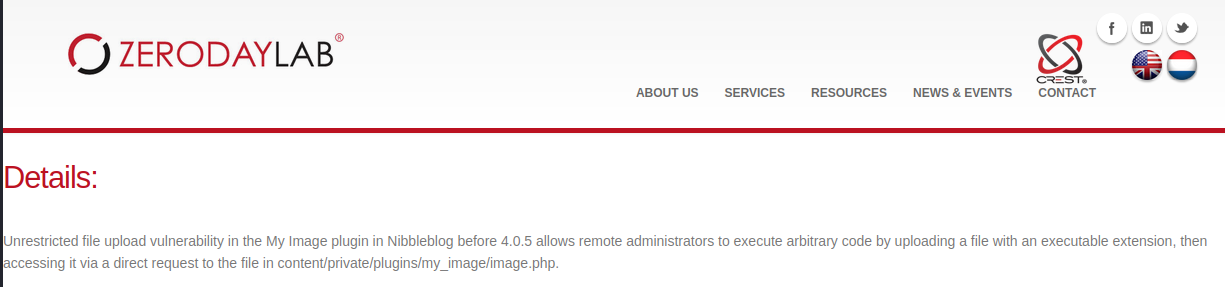 ZERODAYLAB®
CREST®
ABOUT US SERVICES RESOURCES NEWS & EVENTS CONTACT
Details:
Unrestricted file upload vulnerability in the My Image plugin in Nibbleblog before 4.0.5 allows remote administrators to execute arbitrary code by uploading a file with an executable extension, then
accessing it via a direct request to the file in content/private/plugins/my_image/image.php.